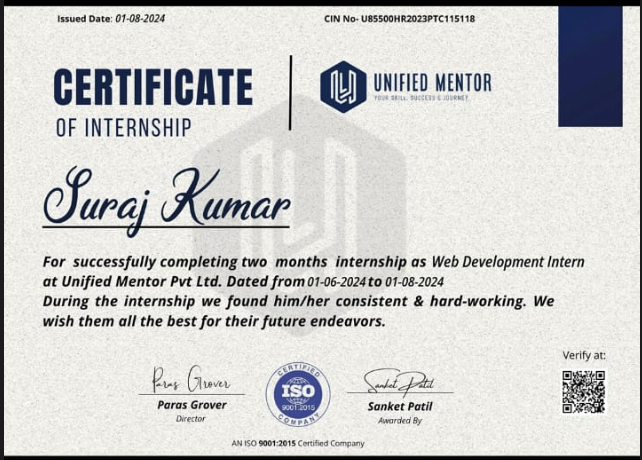 Issued Date: 01-08-2024
CIN No- U85500HR2023PTC115118
CERTIFICATE
OF INTERNSHIP
UNIFIED MENTOR
YOUR SKILL, SUCCESS & JOURNEY
Suraj Kumar
For successfully completing two months internship as Web Development Intern
at Unified Mentor Pvt Ltd. Dated from 01-06-2024 to 01-08-2024
During the internship we found him/her consistent & hard-working. We
wish them all the best for their future endeavors.
Verify at:
Paras Grover
Sanket Patil
CERTIFIED
ISO
9001:2015
COMPANY
Paras Grover
Director
Sanket Patil
Awarded By
AN ISO 9001:2015 Certified Company